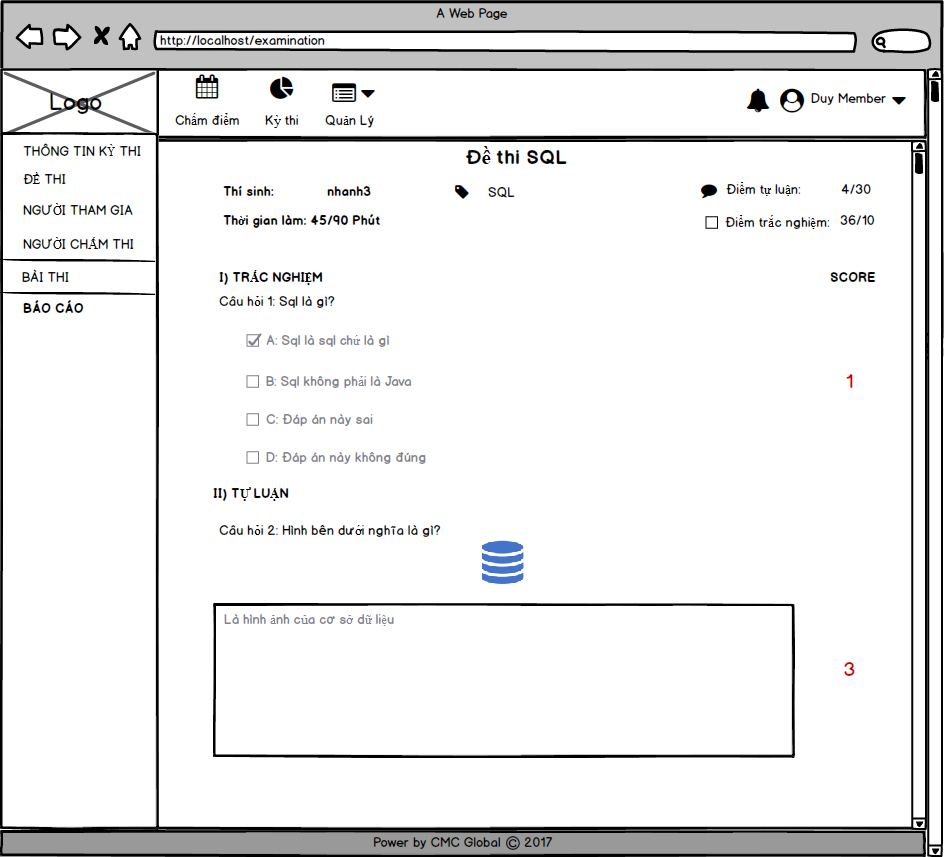 A Web Page
http://localhost/examination
Logo
Chấm điểm
Kỳ thi
Quản Lý
Duy Member
THÔNG TIN KỲ THI
ĐỀ THI
NGƯỜI THAM GIA
NGƯỜI CHẤM THI
BÀI THI
BÁO CÁO
Đề thi SQL
Thí sinh: nhanh3 SQL Điểm tự luận: 4/30
Thời gian làm: 45/90 Phút Điểm trắc nghiệm: 36/10
I) TRẮC NGHIỆM SCORE
Câu hỏi 1: Sql là gì?
A: Sql là sql chứ là gì
B: Sql không phải là Java 1
C: Đáp án này sai
D: Đáp án này không đúng
II) TỰ LUẬN
Câu hỏi 2: Hình bên dưới nghĩa là gì?
Là hình ảnh của cơ sở dữ liệu
3
Power by CMC Global © 2017